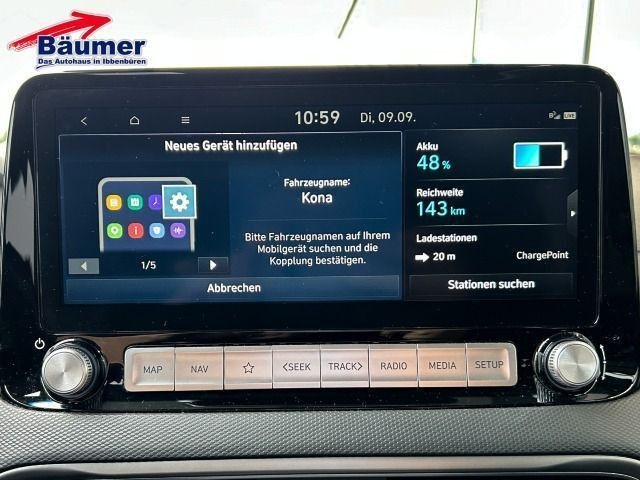 Bäumer
Das Autohaus in Ibbenbüren
10:59 Di, 09.09.
LIVE
Neues Gerät hinzufügen
Fahrzeugname:
Kona
Bitte Fahrzeugnamen auf Ihrem
Mobilgerät suchen und die
Kopplung bestätigen.
1/5
Abbrechen
Akku
48 %
Reichweite
143 km
Ladestationen
20 m ChargePoint
Stationen suchen
MAP NAV <SEEK TRACK> RADIO MEDIA SETUP